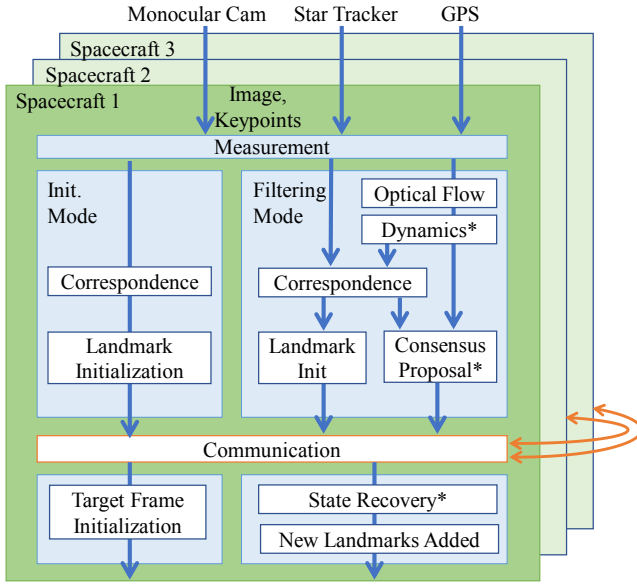 Monocular Cam
Star Tracker
GPS
Spacecraft 3
Spacecraft 2
Spacecraft 1
Image,
Keypoints
Measurement
Init.
Mode
Correspondence
Landmark
Initialization
Filtering
Mode
Optical Flow
Dynamics*
Correspondence
Landmark
Init
Consensus
Proposal*
Communication
Target Frame
Initialization
State Recovery*
New Landmarks Added